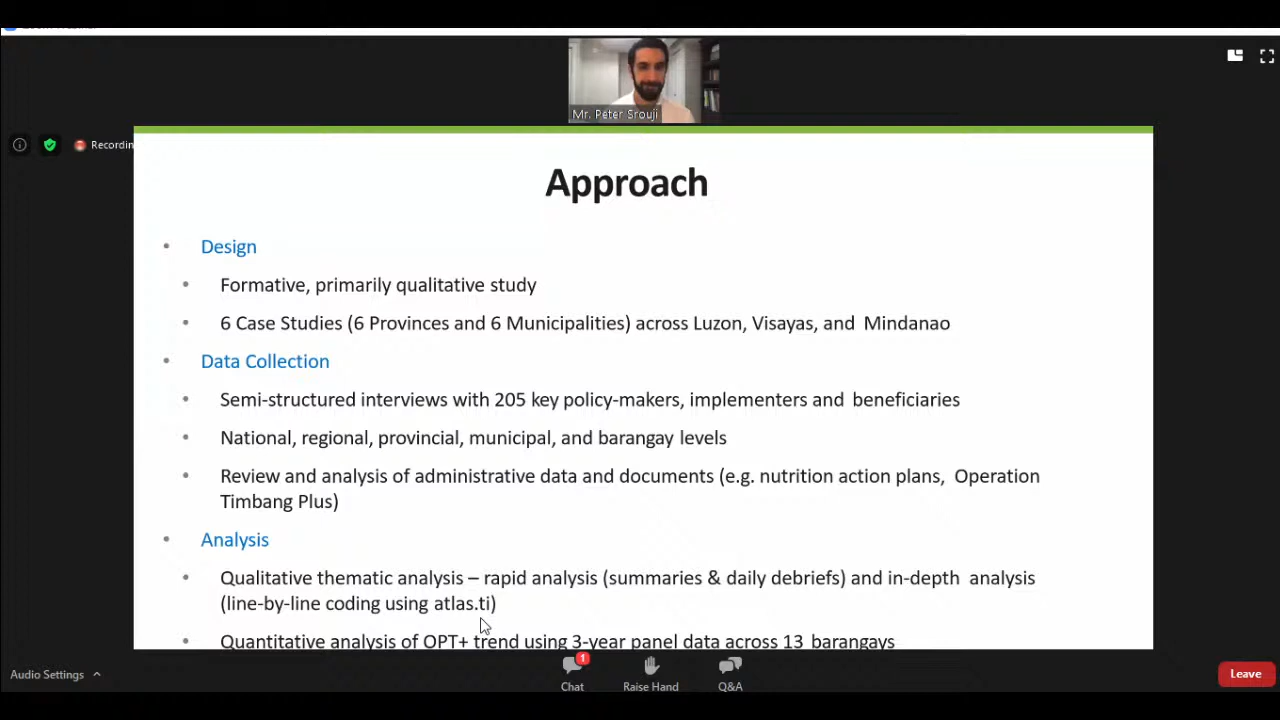 Mr. Peter Srouji
Recordin
Approach
• Design
• Formative, primarily qualitative study
• 6 Case Studies (6 Provinces and 6 Municipalities) across Luzon, Visayas, and Mindanao
• Data Collection
• Semi-structured interviews with 205 key policy-makers, implementers and beneficiaries
• National, regional, provincial, municipal, and barangay levels
• Review and analysis of administrative data and documents (e.g. nutrition action plans, Operation
Timbang Plus)
• Analysis
• Qualitative thematic analysis – rapid analysis (summaries & daily debriefs) and in-depth analysis
(line-by-line coding using atlas.ti)
• Quantitative analysis of OPT+ trend using 3-year panel data across 13 barangays
Audio Settings
1
Chat
Raise Hand
Q&A
Leave